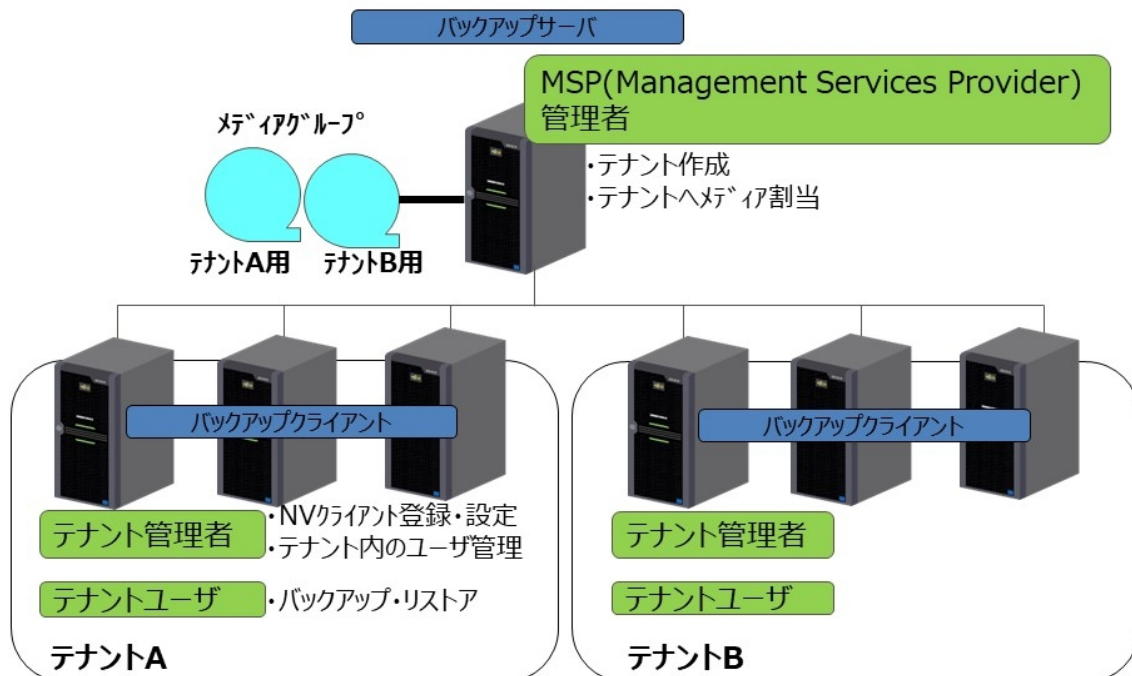 バックアップサーバ
MSP(Management Services Provider)
管理者
ﾒﾃﾞｨｱｸﾞﾙｰﾌﾟ
・テナント作成
・テナントへﾒﾃﾞｨｱ割当
テナントA用
テナントB用
バックアップクライアント
バックアップクライアント
テナント管理者
・NVｸﾗｲｱﾝﾄ登録・設定
・テナント内のユーザ管理
テナントユーザ
・バックアップ・リストア
テナントA
テナント管理者
テナントユーザ
テナントB